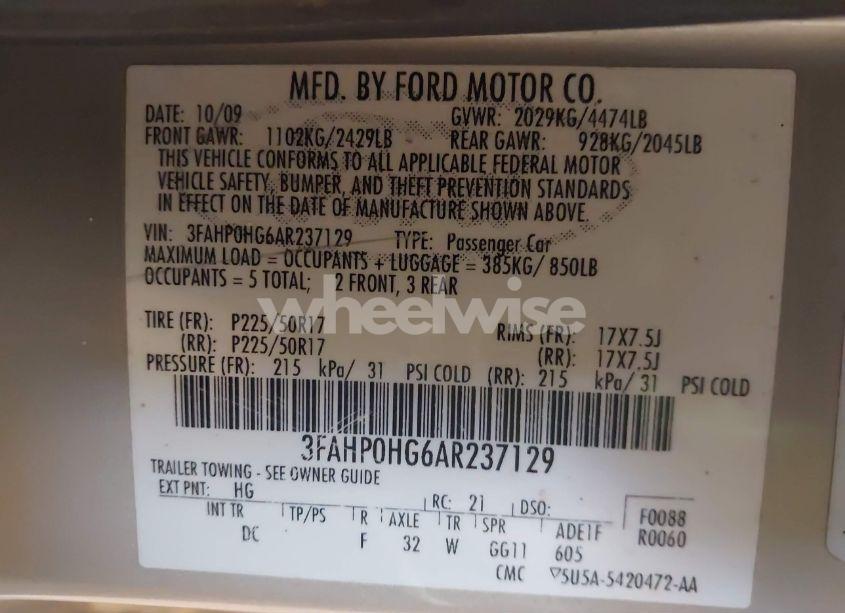 MFD. BY FORD MOTOR CO.
DATE: 10/09 GVWR: 2029KG/4474LB
FRONT GAWR: 1102KG/2429LB REAR GAWR: 928KG/2045LB
THIS VEHICLE CONFORMS TO ALL APPLICABLE FEDERAL MOTOR
VEHICLE SAFETY, BUMPER, AND THEFT PREVENTION STANDARDS
IN EFFECT ON THE DATE OF MANUFACTURE SHOWN ABOVE.
VIN: 3FAHP0HG6AR237129 TYPE: Passenger Car
MAXIMUM LOAD = OCCUPANTS + LUGGAGE = 385KG/ 850LB
OCCUPANTS = 5 TOTAL; 2 FRONT, 3 REAR
wheelwise
TIRE (FR): P225/50R17 RIMS (FR): 17X7.5J
(RR): P225/50R17 (RR): 17X7.5J
PRESSURE (FR): 215 kPa/ 31 PSI COLD (RR): 215 kPa/ 31 PSI COLD
3FAHP0HG6AR237129
TRAILER TOWING - SEE OWNER GUIDE
EXT PNT: HG RC: 21 DSO: F0088
INT TR TP/PS R AXLE TR SPR ADE1F R0060
DC F 32 W GG11 605
CMC 5U5A-5420472-AA